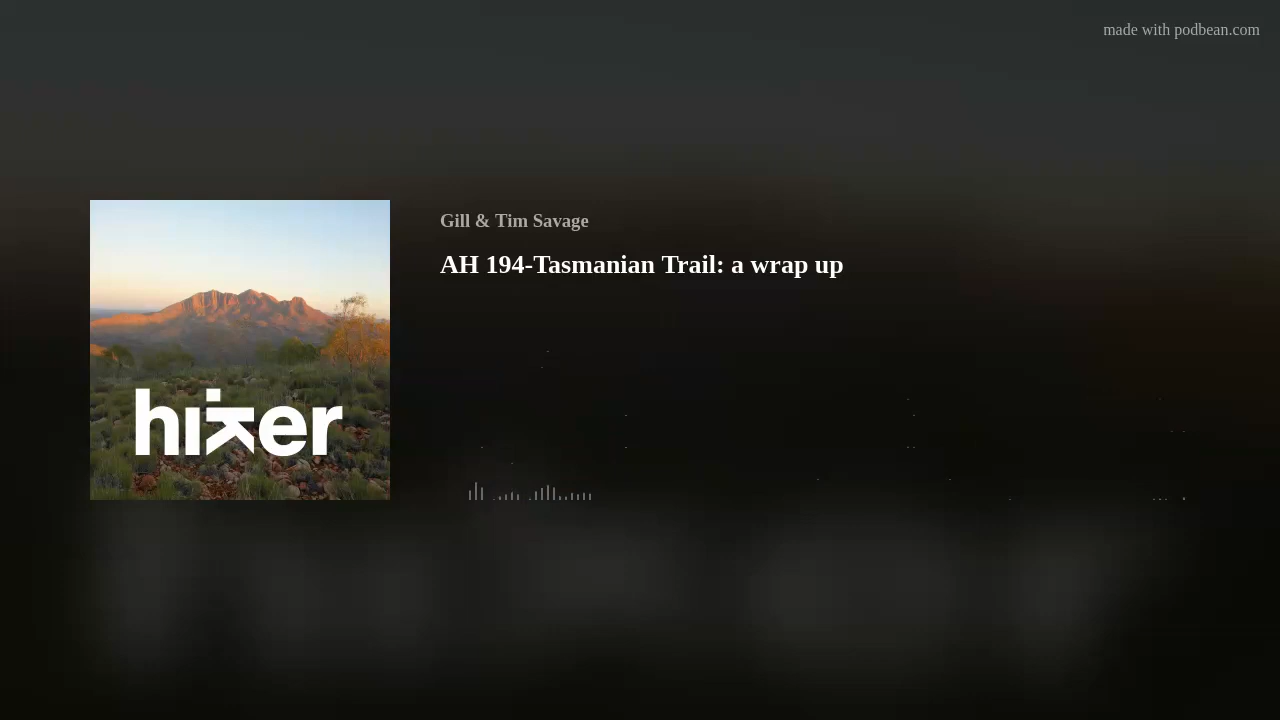 made with podbean.com
Gill & Tim Savage
AH 194-Tasmanian Trail: a wrap up
hiker